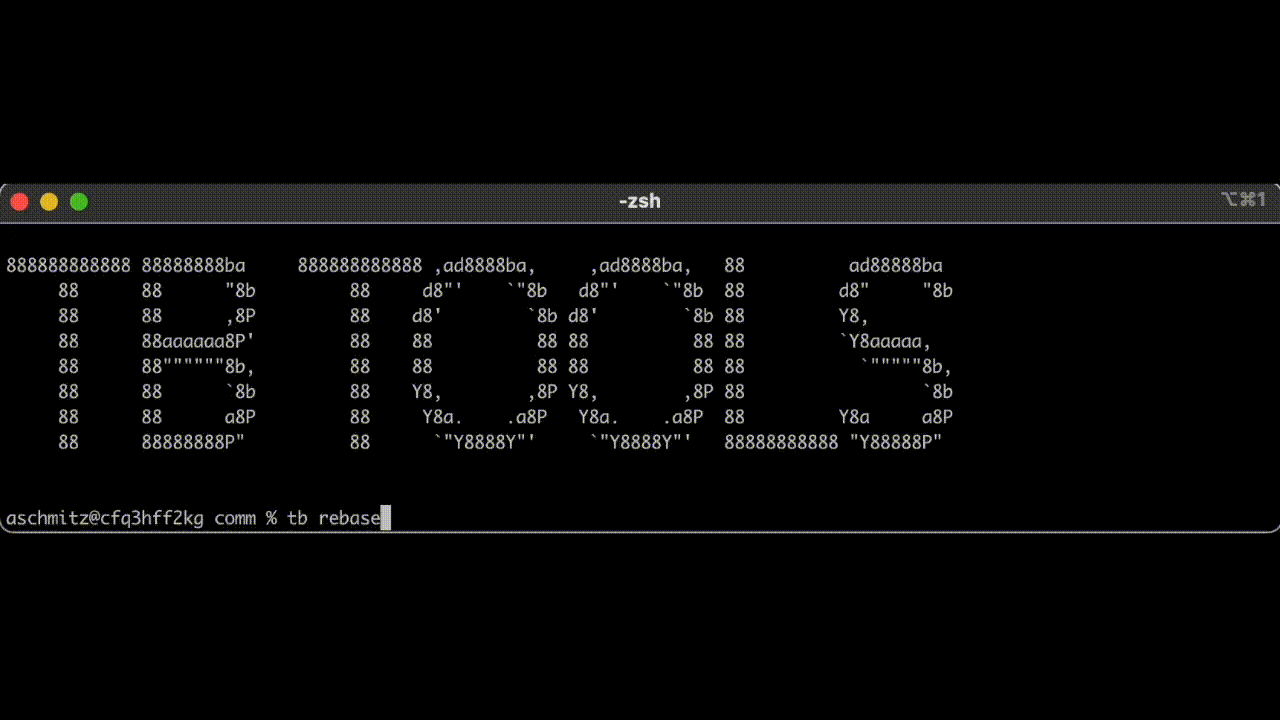 -zsh ⌥⌘1
888888888888 88888888ba     888888888888 ,ad8888ba,     ,ad8888ba,   88          ad88888ba
     88      88      "8b         88     d8"'    `"8b   d8"'    `"8b  88         d8"     "8b
     88      88      ,8P         88    d8'        `8b d8'        `8b 88         Y8,
     88      88aaaaaa8P'         88    88          88 88          88 88         `Y8aaaaa,
     88      88""""""8b,         88    88          88 88          88 88           `"""""8b,
     88      88      `8b         88    Y8,        ,8P Y8,        ,8P 88                 `8b
     88      88      a8P         88     Y8a.    .a8P   Y8a.    .a8P  88         Y8a     a8P
     88      88888888P"          88      `"Y8888Y"'     `"Y8888Y"'   88888888888 "Y88888P"
aschmitz@cfq3hff2kg comm % tb rebase